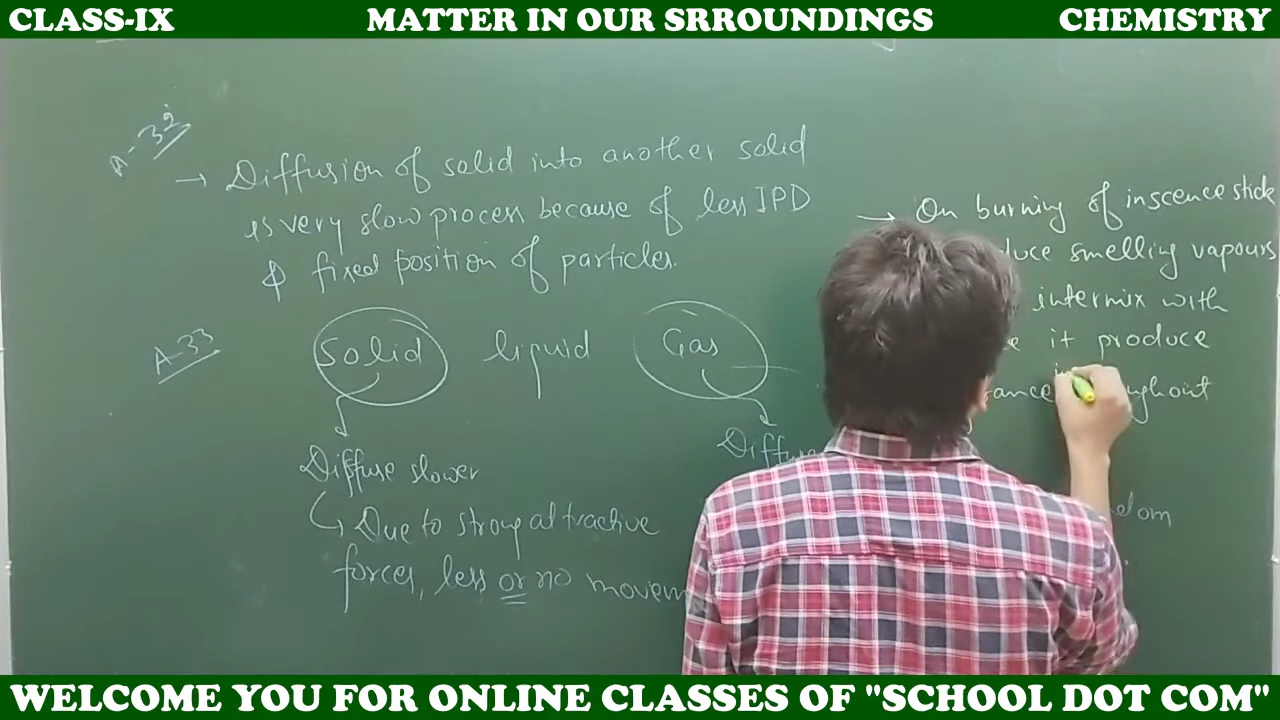 CLASS-IX MATTER IN OUR SRROUNDINGS CHEMISTRY
A-32
→ Diffusion of solid into another solid
is very slow process because of less IPD
& fixed position of particles.
A-33
Solid liquid Gas
Diffuse slower
Due to strong attractive
forces, less or no movem
Diffuse
→ On burning of inscence stick
duce smelling vapours
intermix with
it produce
WELCOME YOU FOR ONLINE CLASSES OF "SCHOOL DOT COM"